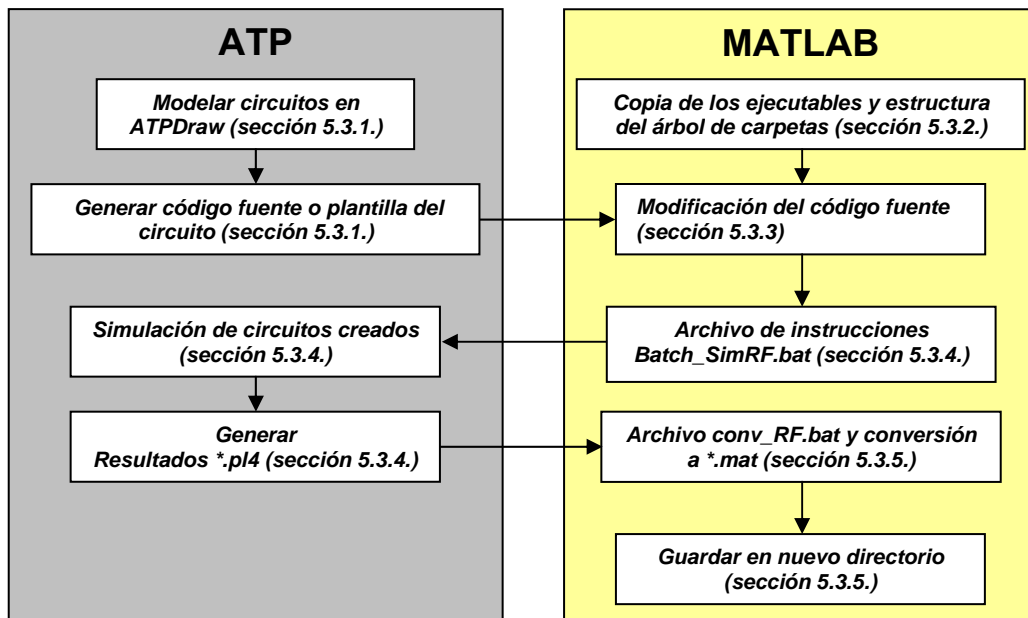 ATP
Modelar circuitos en
ATPDraw (sección 5.3.1.)
Generar código fuente o plantilla del
circuito (sección 5.3.1.)
Simulación de circuitos creados
(sección 5.3.4.)
Generar
Resultados *.pl4 (sección 5.3.4.)
MATLAB
Copia de los ejecutables y estructura
del árbol de carpetas (sección 5.3.2.)
Modificación del código fuente
(sección 5.3.3)
Archivo de instrucciones
Batch_SimRF.bat (sección 5.3.4.)
Archivo conv_RF.bat y conversión
a *.mat (sección 5.3.5.)
Guardar en nuevo directorio
(sección 5.3.5.)